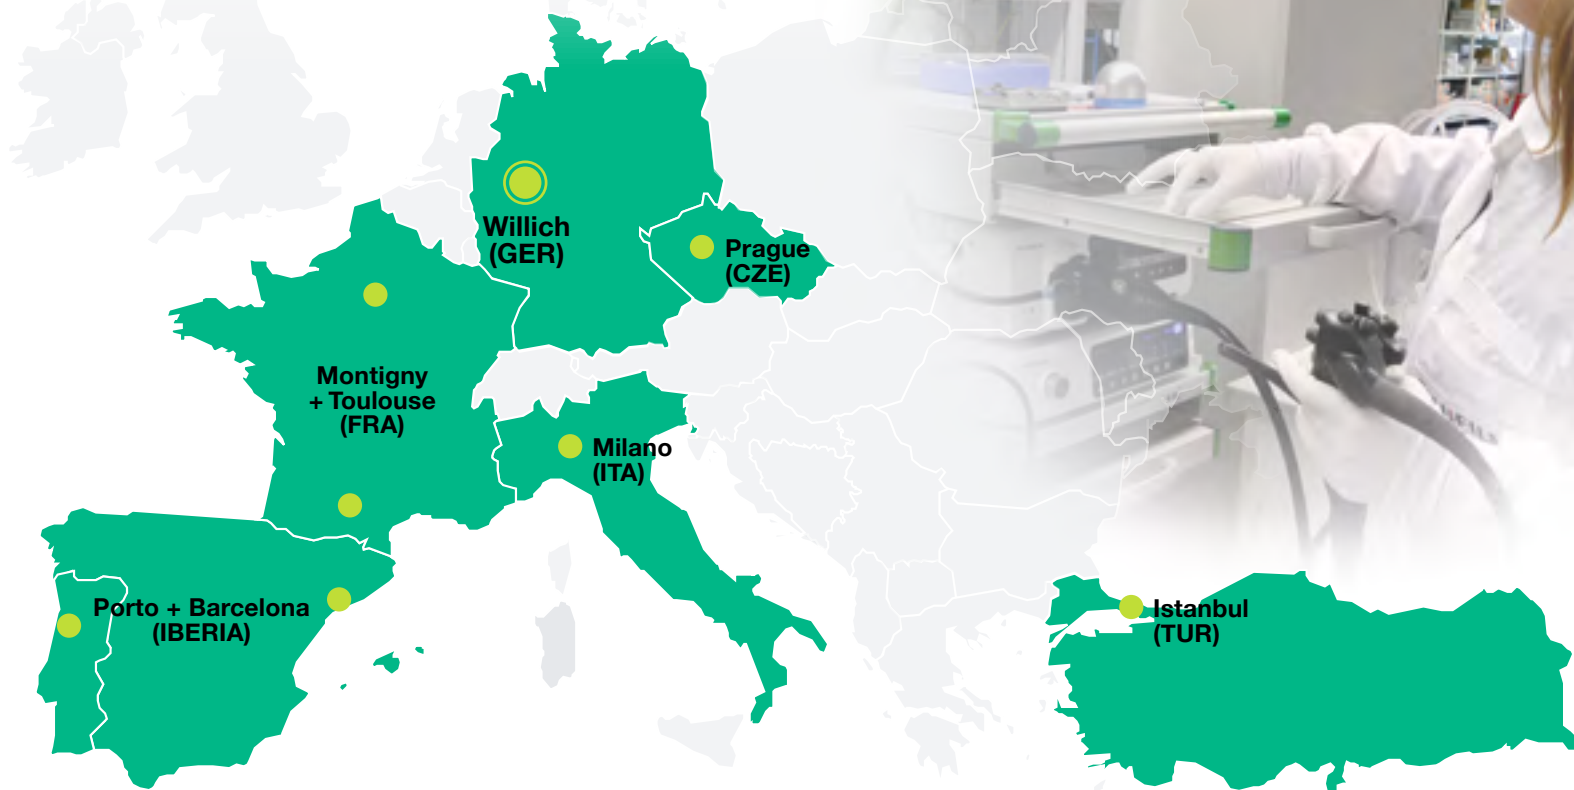 Willich
(GER)
Prague
(CZE)
Montigny
+ Toulouse
(FRA)
Milano
(ITA)
Porto + Barcelona
(IBERIA)
Istanbul
(TUR)